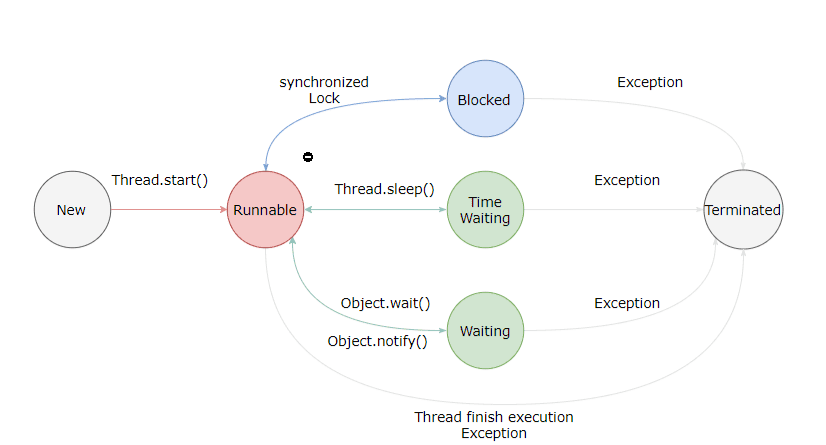 synchronized
Lock
Blocked
Exception
Thread.start()
New
Runnable
Thread.sleep()
Time
Waiting
Exception
Terminated
Object.wait()
Object.notify()
Waiting
Exception
Thread finish execution
Exception